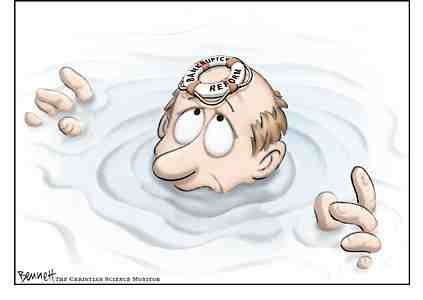 BANKRUPTCY
REFORM
Bennett THE CHRISTIAN SCIENCE MONITOR